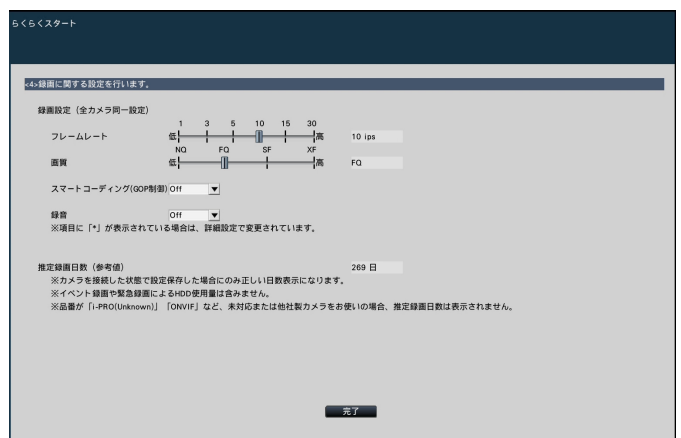 らくらくスタート
<4>録画に関する設定を行います。
録画設定（全カメラ同一設定）
1 3 5 10 15 30
フレームレート 低 高 10 ips
NQ FQ SF XF
画質 低 高 FQ
スマートコーディング(GOP制御) Off
録音 Off
※項目に「*」が表示されている場合は、詳細設定で変更されています。
推定録画日数（参考値） 269 日
※カメラを接続した状態で設定保存した場合にのみ正しい日数表示になります。
※イベント録画や緊急録画によるHDD使用量は含みません。
※品番が「i-PRO(Unknown)」「ONVIF」など、未対応または他社製カメラをお使いの場合、推定録画日数は表示されません。
完了